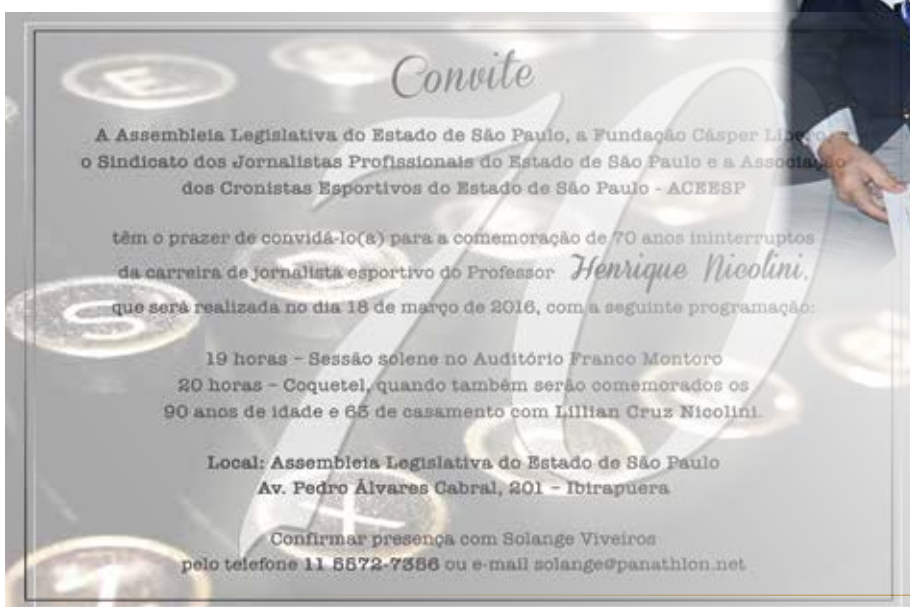 Convite
A Assembleia Legislativa do Estado de São Paulo, a Fundação Cásper Líbero,
o Sindicato dos Jornalistas Profissionais do Estado de São Paulo e a Associação
dos Cronistas Esportivos do Estado de São Paulo - ACEESP
têm o prazer de convidá-lo(a) para a comemoração de 70 anos ininterruptos
da carreira de jornalista esportivo do Professor Henrique Nicolini,
que será realizada no dia 18 de março de 2016, com a seguinte programação:
19 horas – Sessão solene no Auditório Franco Montoro
20 horas – Coquetel, quando também serão comemorados os
90 anos de idade e 63 de casamento com Lillian Cruz Nicolini.
Local: Assembleia Legislativa do Estado de São Paulo
Av. Pedro Álvares Cabral, 201 – Ibirapuera
Confirmar presença com Solange Viveiros
pelo telefone 11 5572-7356 ou e-mail solange@panathlon.net
70
E
S